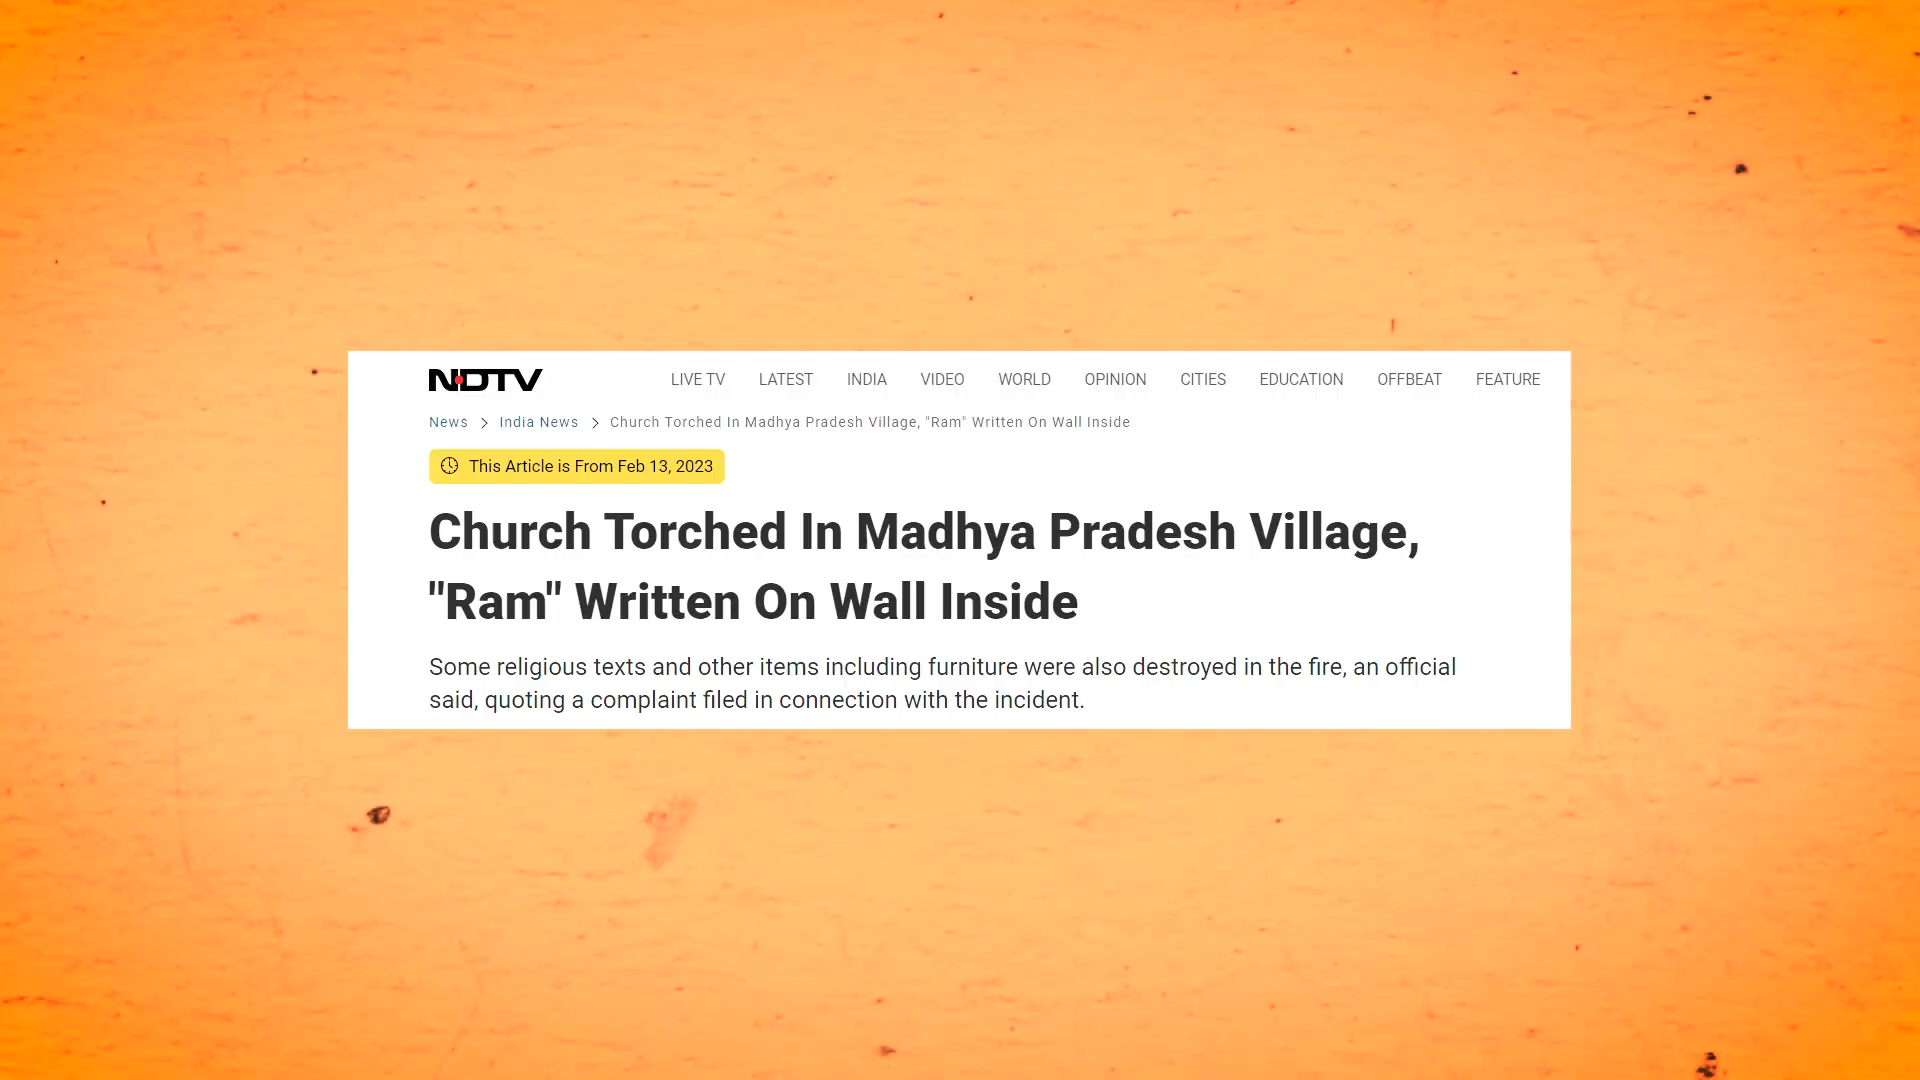 NDTV LIVE TV LATEST INDIA VIDEO WORLD OPINION CITIES EDUCATION OFFBEAT FEATURE
News > India News > Church Torched In Madhya Pradesh Village, "Ram" Written On Wall Inside
This Article is From Feb 13, 2023
Church Torched In Madhya Pradesh Village,
"Ram" Written On Wall Inside
Some religious texts and other items including furniture were also destroyed in the fire, an official
said, quoting a complaint filed in connection with the incident.